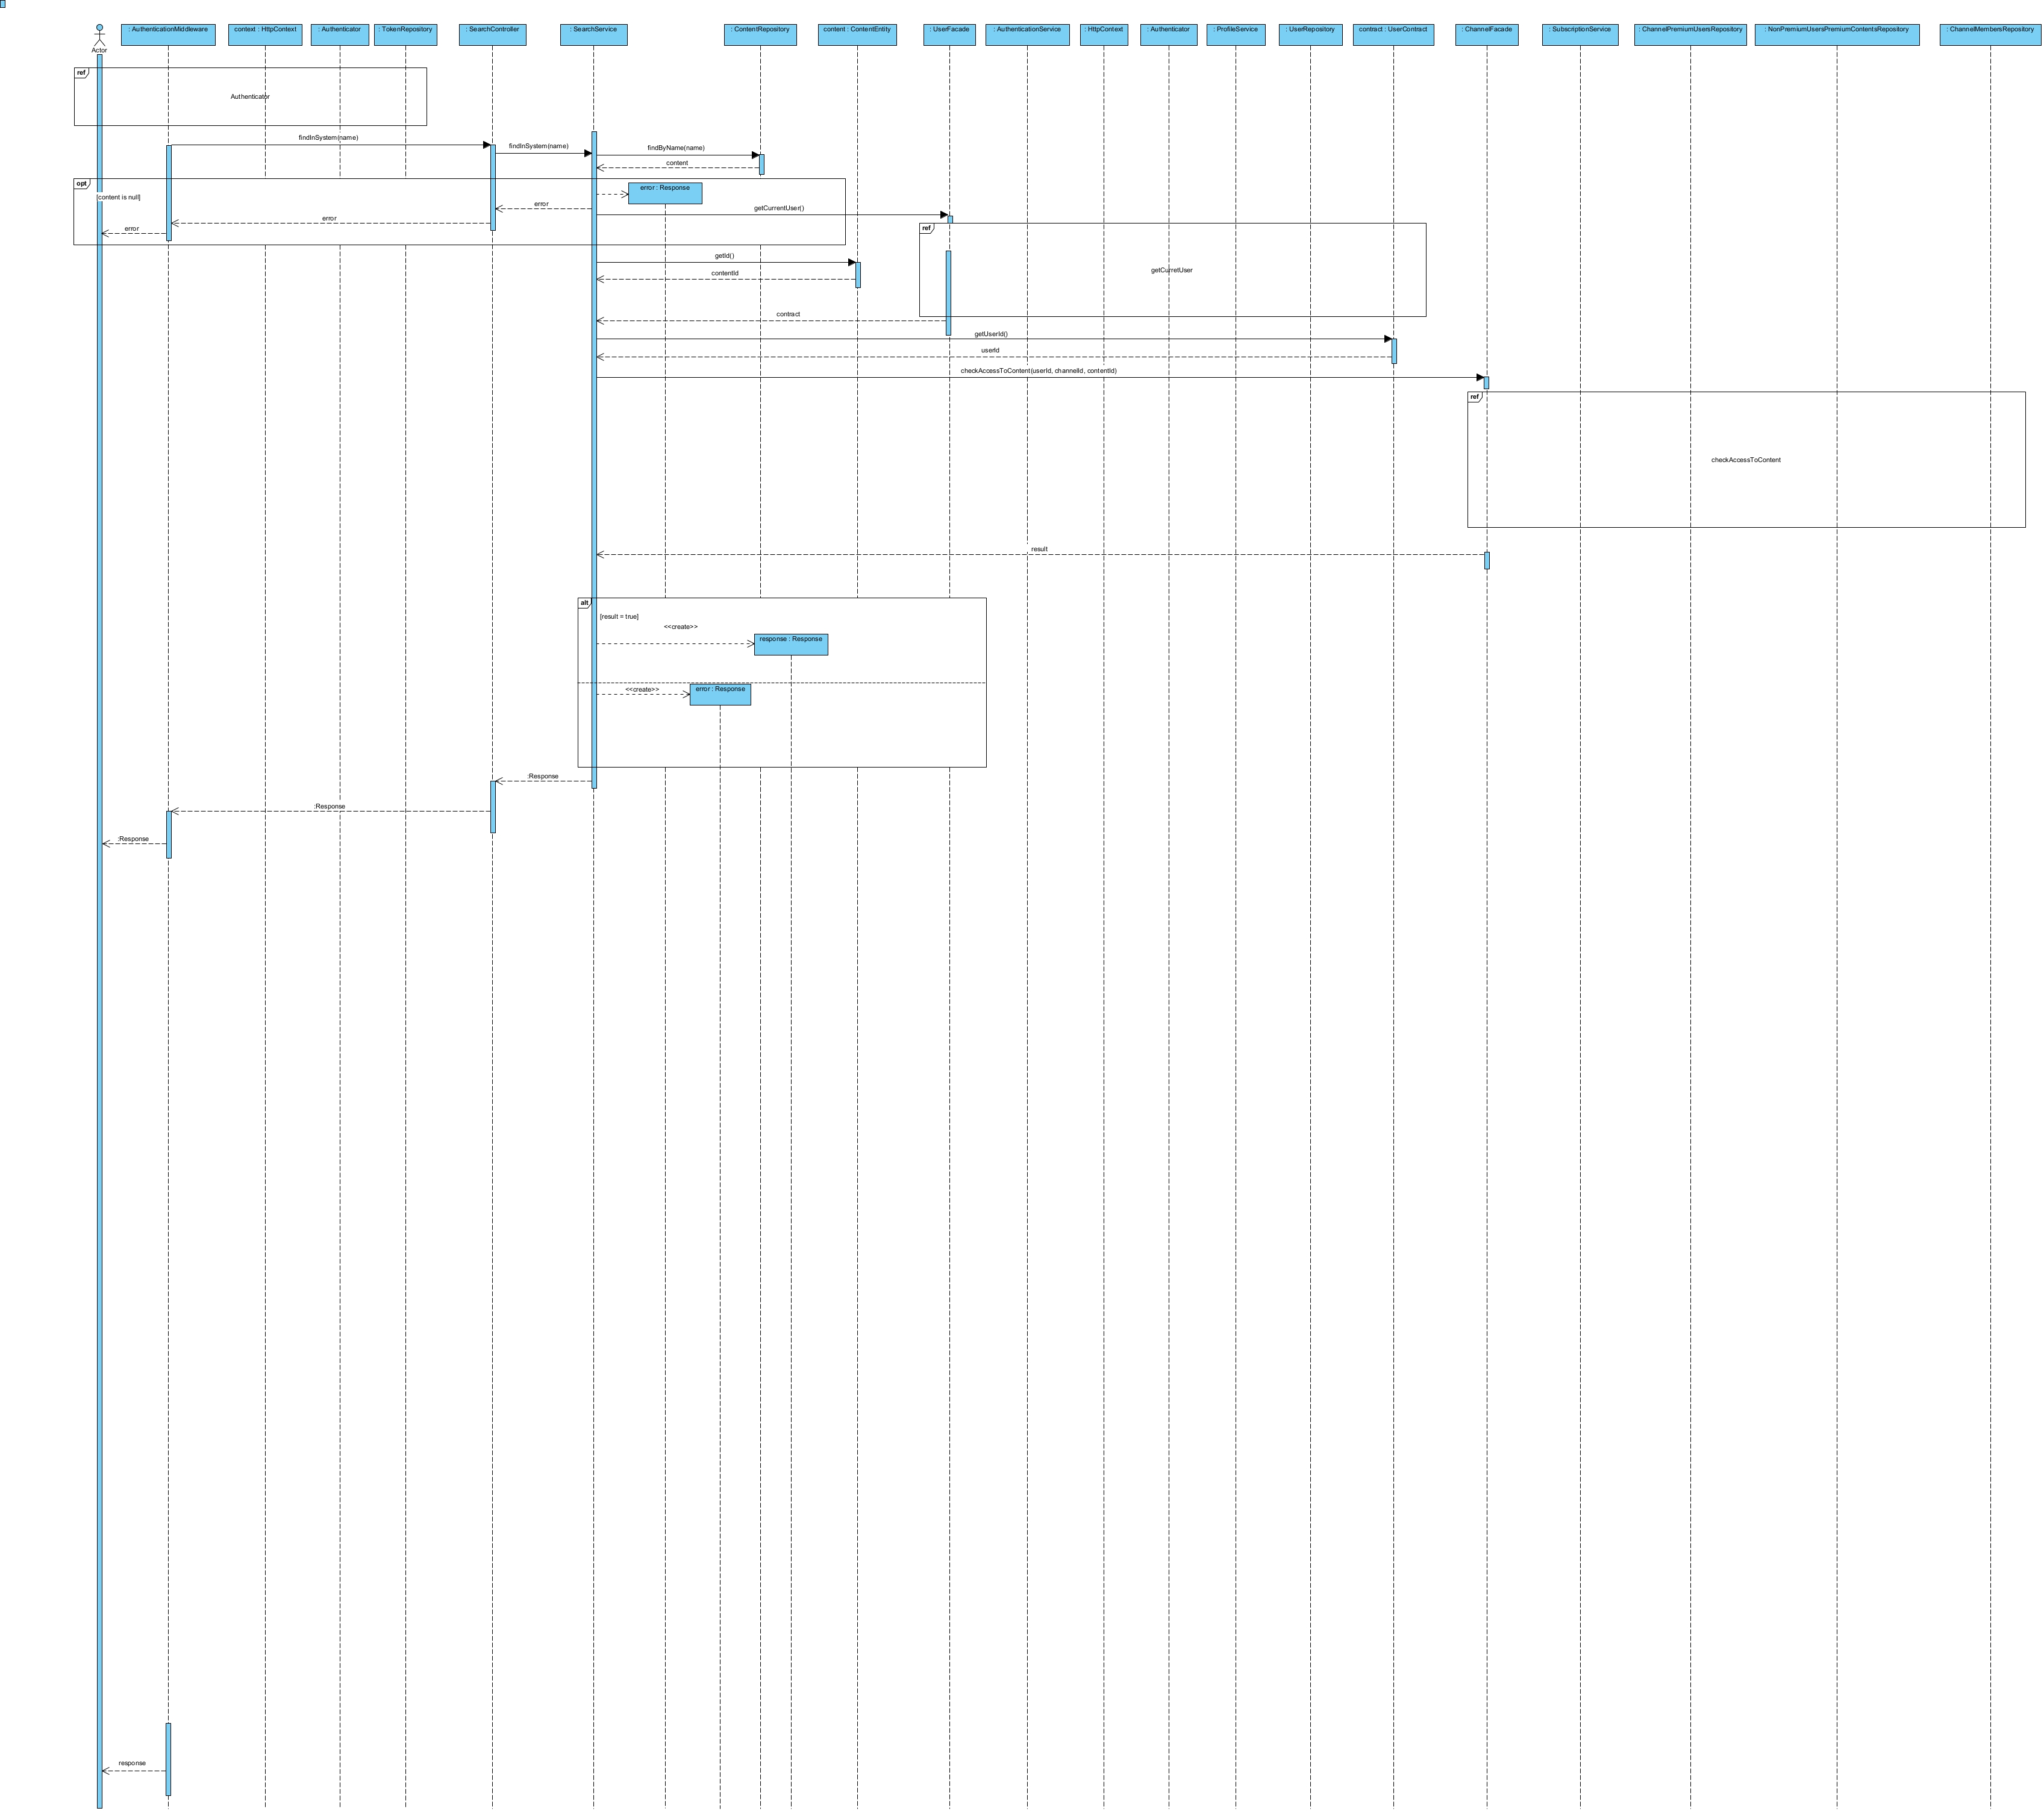 Actor
: AuthenticationMiddleware
context : HttpContext
: Authenticator
: TokenRepository
: SearchController
: SearchService
: ContentRepository
content : ContentEntity
: UserFacade
: AuthenticationService
: HttpContext
: Authenticator
: ProfileService
: UserRepository
contract : UserContract
: ChannelFacade
: SubscriptionService
: ChannelPremiumUsersRepository
: NonPremiumUsersPremiumContentsRepository
: ChannelMembersRepository
ref
Authenticator
findInSystem(name)
findInSystem(name)
findByName(name)
content
opt
[content is null]
error : Response
error
getCurrentUser()
error
error
ref
getCurretUser
getId()
contentId
contract
getUserId()
userId
checkAccessToContent(userId, channelId, contentId)
ref
checkAccessToContent
result
alt
[result = true]
<<create>>
response : Response
<<create>>
error : Response
:Response
:Response
:Response
response